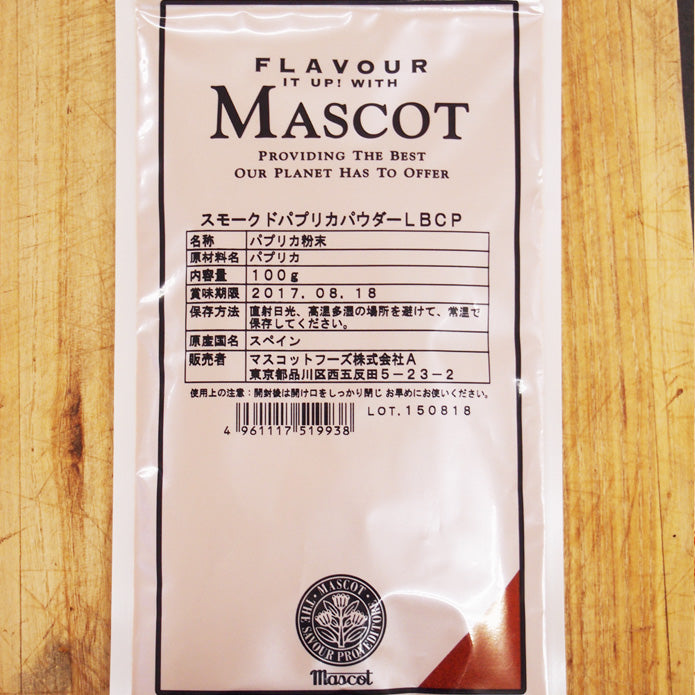 FLAVOUR
IT UP! WITH
MASCOT
PROVIDING THE BEST
OUR PLANET HAS TO OFFER
スモークドパプリカパウダーLBCP
名称 パプリカ粉末
原材料名 パプリカ
内容量 100g
賞味期限 2017.08.18
保存方法 直射日光、高温多湿の場所を避けて、常温で
保存してください。
原産国名 スペイン
販売者 マスコットフーズ株式会社A
東京都品川区西五反田5-23-2
使用上の注意:開封後は開け口をしっかり閉じ お早めにお使いください。
LOT.150818
4 961117 519938
・MASCOT・
THE SAVOUR PROVEDITORE
mascot